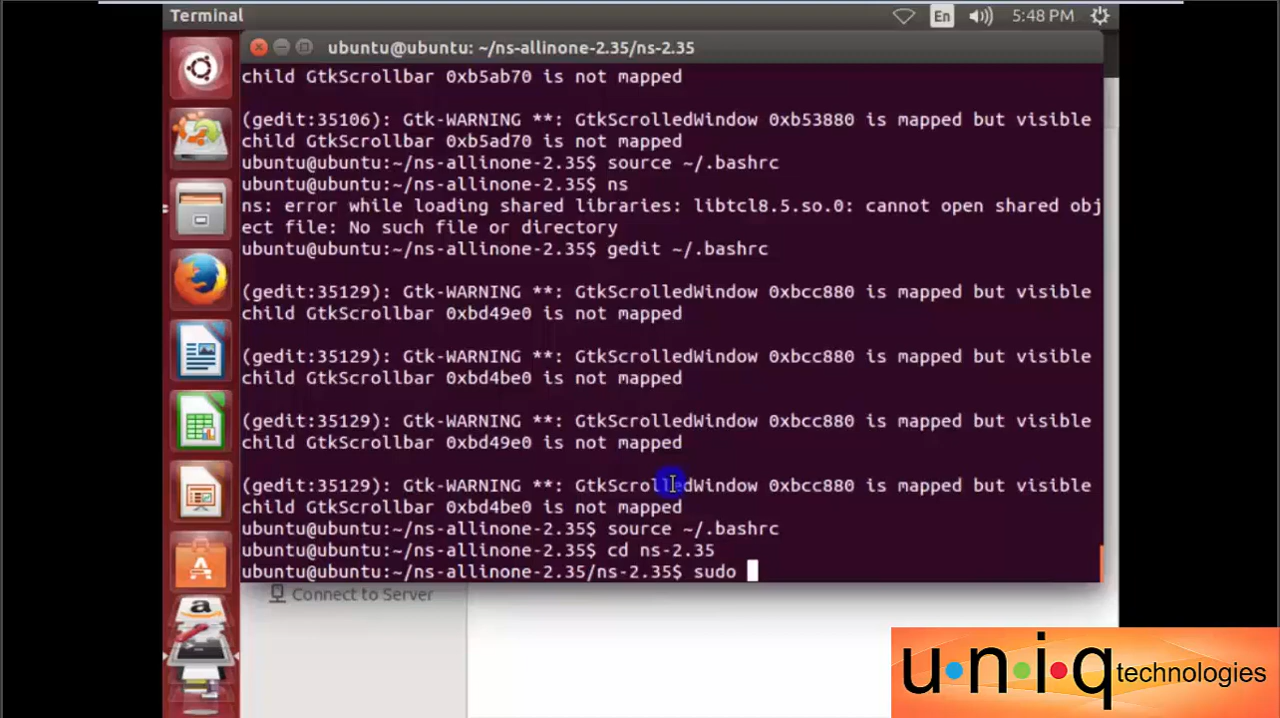 Terminal
En
5:48 PM
ubuntu@ubuntu: ~/ns-allinone-2.35/ns-2.35
child GtkScrollbar 0xb5ab70 is not mapped
(gedit:35106): Gtk-WARNING **: GtkScrolledWindow 0xb53880 is mapped but visible
child GtkScrollbar 0xb5ad70 is not mapped
ubuntu@ubuntu:~/ns-allinone-2.35$ source ~/.bashrc
ubuntu@ubuntu:~/ns-allinone-2.35$ ns
ns: error while loading shared libraries: libtcl8.5.so.0: cannot open shared obj
ect file: No such file or directory
ubuntu@ubuntu:~/ns-allinone-2.35$ gedit ~/.bashrc
(gedit:35129): Gtk-WARNING **: GtkScrolledWindow 0xbcc880 is mapped but visible
child GtkScrollbar 0xbd49e0 is not mapped
(gedit:35129): Gtk-WARNING **: GtkScrolledWindow 0xbcc880 is mapped but visible
child GtkScrollbar 0xbd4be0 is not mapped
(gedit:35129): Gtk-WARNING **: GtkScrolledWindow 0xbcc880 is mapped but visible
child GtkScrollbar 0xbd49e0 is not mapped
(gedit:35129): Gtk-WARNING **: GtkScrolledWindow 0xbcc880 is mapped but visible
child GtkScrollbar 0xbd4be0 is not mapped
ubuntu@ubuntu:~/ns-allinone-2.35$ source ~/.bashrc
ubuntu@ubuntu:~/ns-allinone-2.35$ cd ns-2.35
ubuntu@ubuntu:~/ns-allinone-2.35/ns-2.35$ sudo
Connect to Server
u·n·i·q technologies